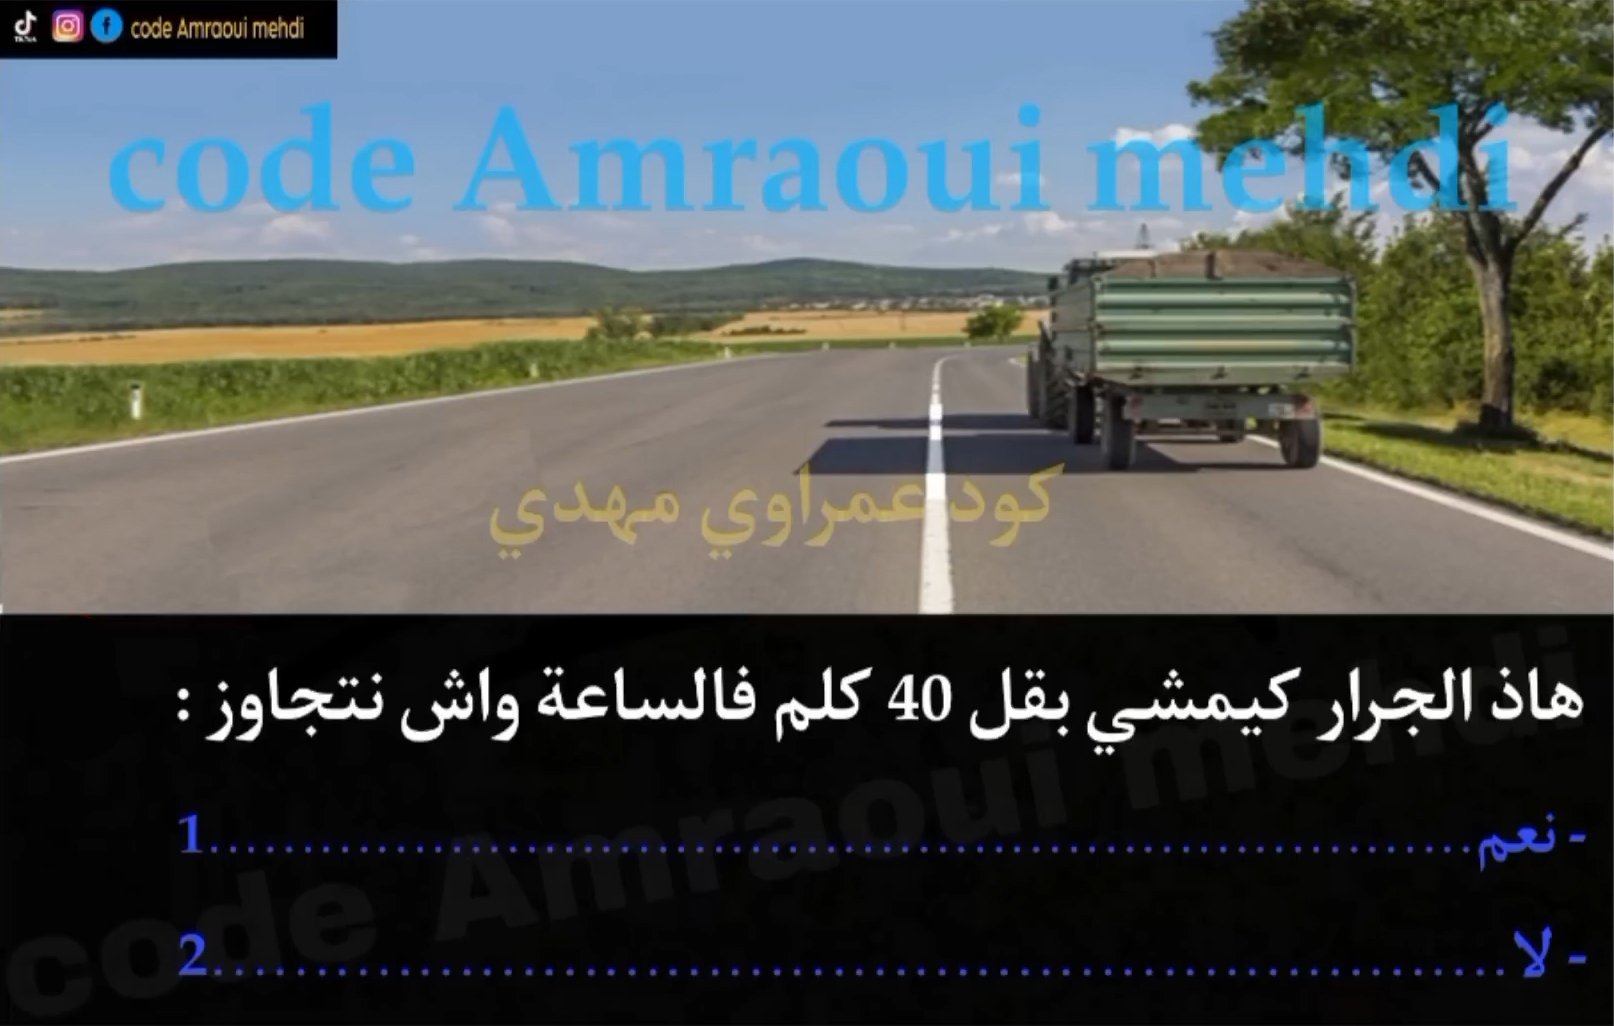 code Amraoui mehdi
code Amraoui mehdi
كود عمراوي مهدي
هاذ الجرار كيمشي بقل 40 كلم فالساعة واش نتجاوز :
- نعم......................................................................1
- لا........................................................................2
code Amraoui mehdi